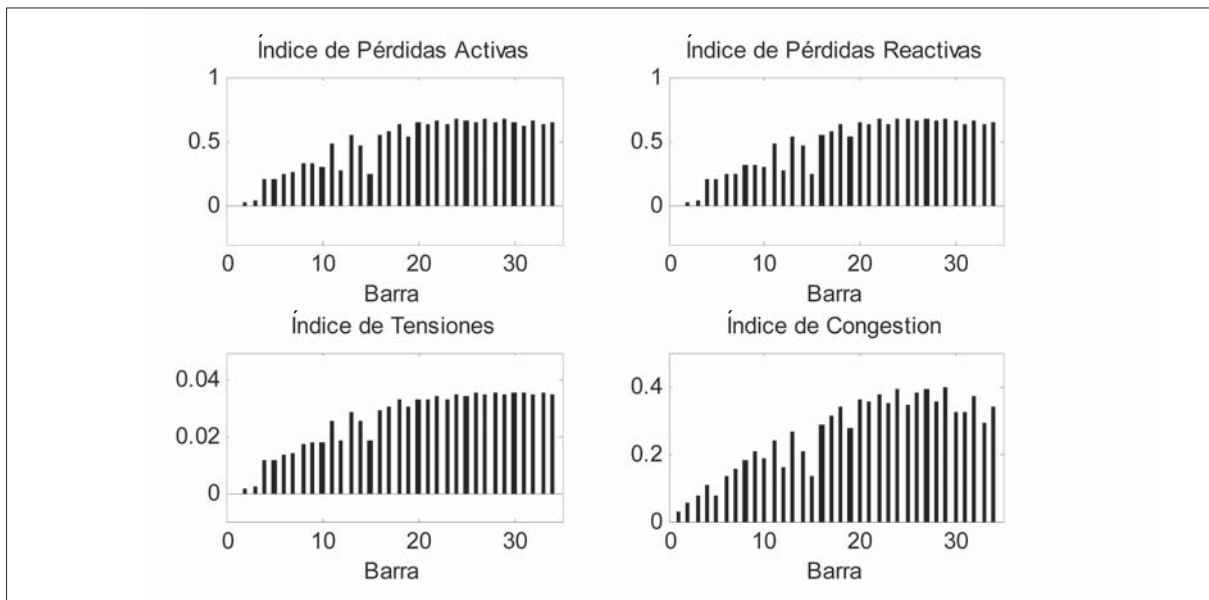 Índice de Pérdidas Activas
1
0.5
0
0 10 20 30
Barra
Índice de Pérdidas Reactivas
1
0.5
0
0 10 20 30
Barra
Índice de Tensiones
0.04
0.02
0
0 10 20 30
Barra
Índice de Congestion
0.4
0.2
0
0 10 20 30
Barra